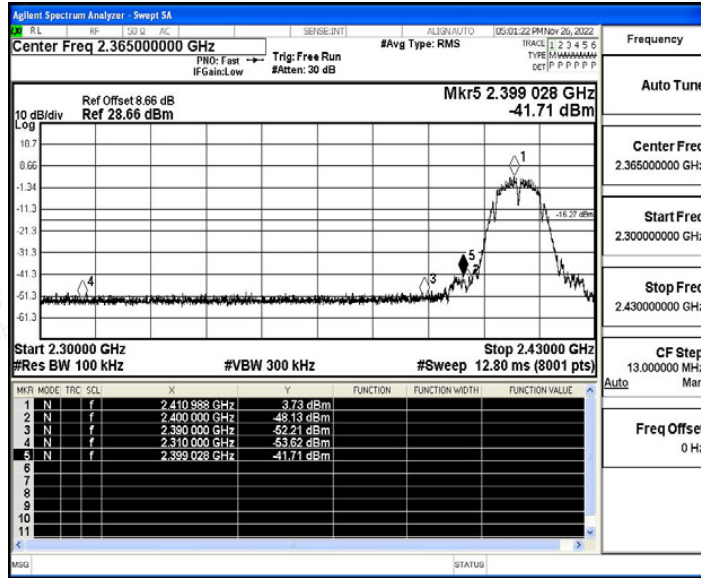 Agilent Spectrum Analyzer - Swept SA
RL RF 50 Ω AC SENSE:INT ALIGNAUTO 05:01:22 PM Nov 26, 2022
Center Freq 2.365000000 GHz
#Avg Type: RMS
TRACE 1 2 3 4 5 6
PNO: Fast Trig: Free Run
TYPE M WWWWW
IFGain:Low #Atten: 30 dB
DET P P P P P P
Ref Offset 8.66 dB
Mkr5 2.399 028 GHz
10 dB/div Ref 28.66 dBm
-41.71 dBm
Log
18.7
8.66
-1.34
-11.3
-21.3
-31.3
-41.3
-51.3
-61.3
1
-16.27 dBm
5
2
3
4
Start 2.30000 GHz Stop 2.43000 GHz
#Res BW 100 kHz #VBW 300 kHz #Sweep 12.80 ms (8001 pts)
MKR MODE TRC SCL X Y FUNCTION FUNCTION WIDTH FUNCTION VALUE
1 N f 2.410 988 GHz 3.73 dBm
2 N f 2.400 000 GHz -48.13 dBm
3 N f 2.390 000 GHz -52.21 dBm
4 N f 2.310 000 GHz -53.62 dBm
5 N f 2.399 028 GHz -41.71 dBm
6
7
8
9
10
11
MSG STATUS
Frequency
Auto Tune
Center Freq
2.365000000 GHz
Start Freq
2.300000000 GHz
Stop Freq
2.430000000 GHz
CF Step
13.000000 MHz
Auto Man
Freq Offset
0 Hz